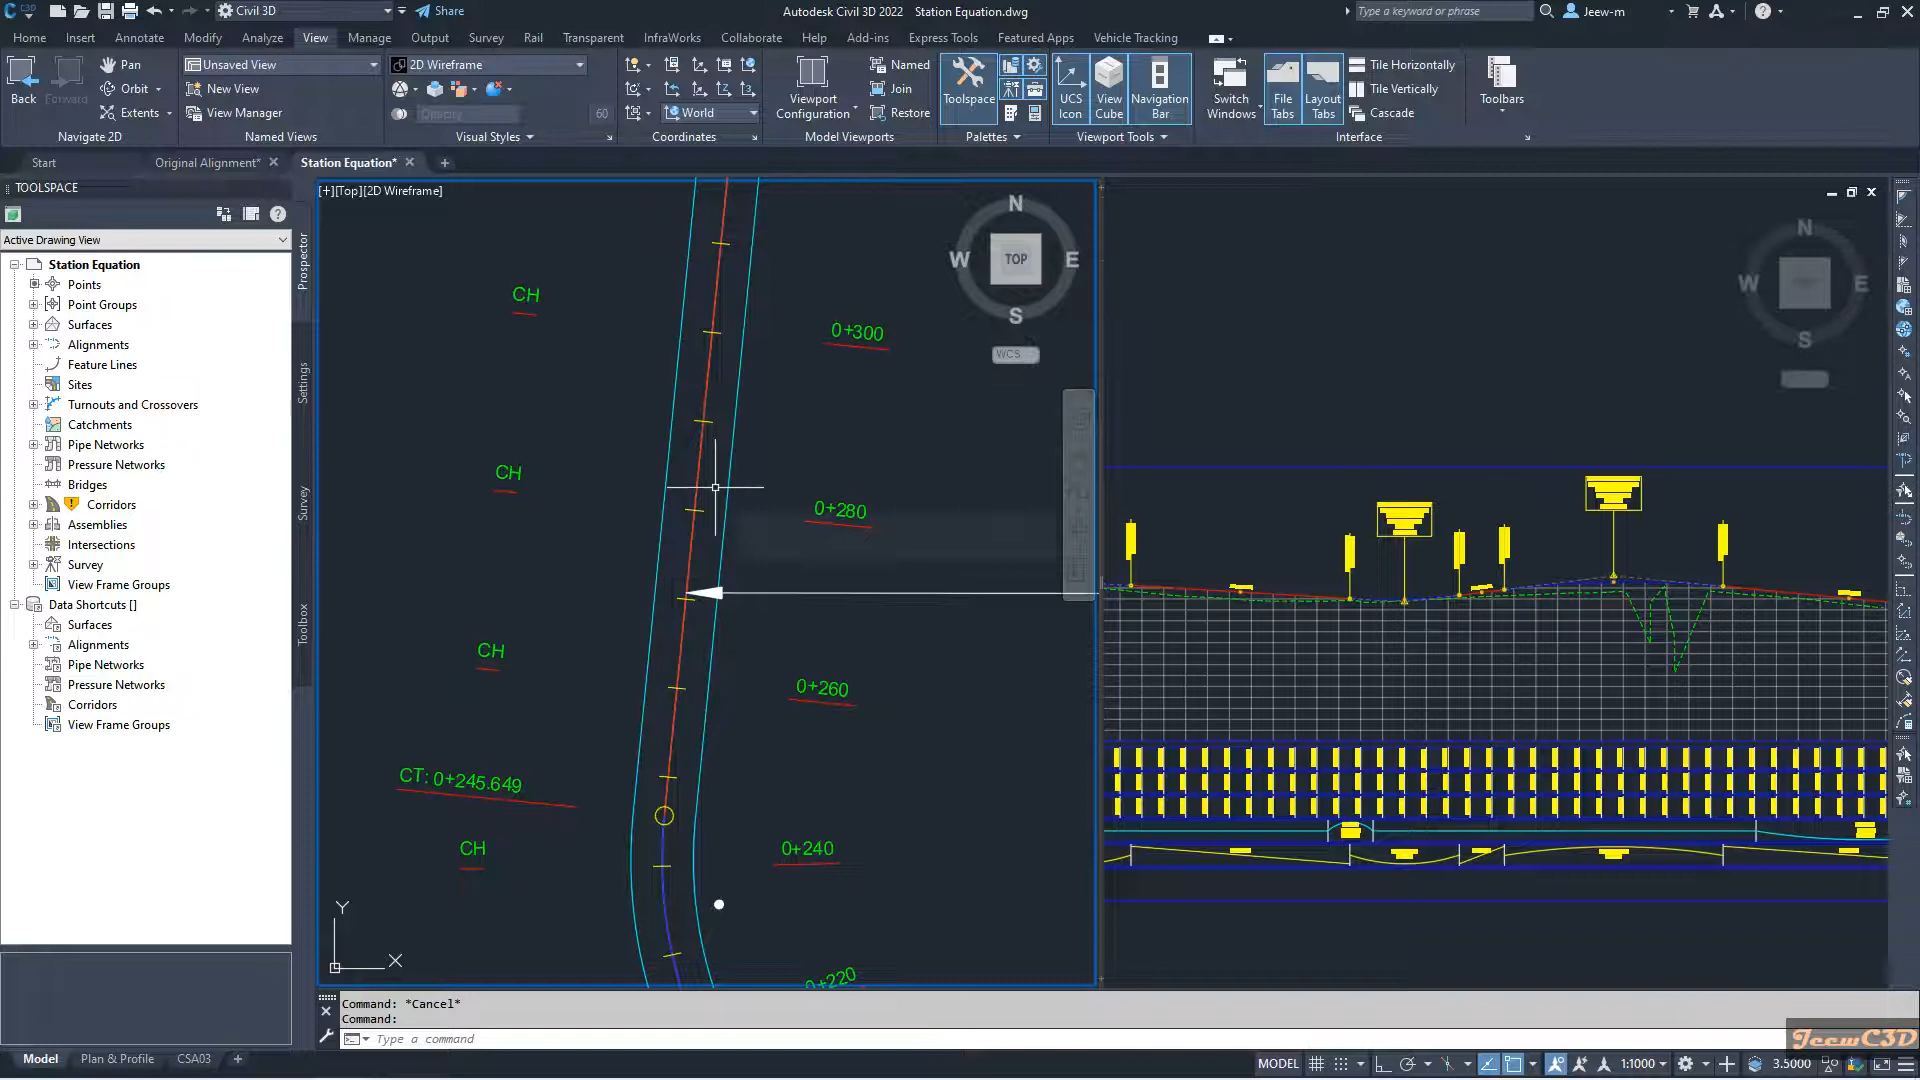 C3D
Civil 3D
Share
Autodesk Civil 3D 2022 Station Equation.dwg
Type a keyword or phrase
Jeew-m
Home Insert Annotate Modify Analyze View Manage Output Survey Rail Transparent InfraWorks Collaborate Help Add-ins Express Tools Featured Apps Vehicle Tracking
Back
Forward
Pan
Orbit
Extents
Navigate 2D
Unsaved View
New View
View Manager
Named Views
2D Wireframe
Opacity
60
Visual Styles
World
Coordinates
Viewport
Configuration
Named
Join
Restore
Model Viewports
Toolspace
Palettes
UCS
Icon
View
Cube
Navigation
Bar
Viewport Tools
Switch
Windows
File
Tabs
Layout
Tabs
Tile Horizontally
Tile Vertically
Cascade
Interface
Toolbars
Start
Original Alignment*
Station Equation*
TOOLSPACE
Active Drawing View
Station Equation
Points
Point Groups
Surfaces
Alignments
Feature Lines
Sites
Turnouts and Crossovers
Catchments
Pipe Networks
Pressure Networks
Bridges
Corridors
Assemblies
Intersections
Survey
View Frame Groups
Data Shortcuts []
Surfaces
Alignments
Pipe Networks
Pressure Networks
Corridors
View Frame Groups
Prospector
Settings
Survey
Toolbox
[+][Top][2D Wireframe]
N
W
TOP
E
S
WCS
CH
0+300
CH
0+280
CH
0+260
CT: 0+245.649
CH
0+240
0+220
Y
X
N
W
E
S
Command: *Cancel*
Command:
Type a command
JeewC3D
Model
Plan & Profile
CSA03
MODEL
1:1000
3.5000